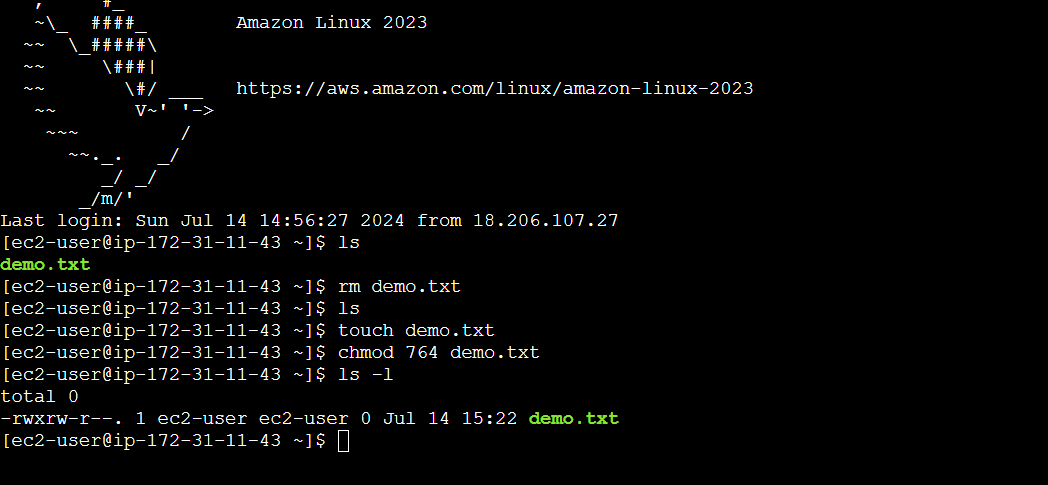 ,     #_
   ~\_  ####_        Amazon Linux 2023
  ~~  \_#####\
  ~~     \###|
  ~~       \#/ ___   https://aws.amazon.com/linux/amazon-linux-2023
   ~~       V~' '->
    ~~~         /
      ~~._.   _/
         _/ _/
       _/m/'
Last login: Sun Jul 14 14:56:27 2024 from 18.206.107.27
[ec2-user@ip-172-31-11-43 ~]$ ls
demo.txt
[ec2-user@ip-172-31-11-43 ~]$ rm demo.txt
[ec2-user@ip-172-31-11-43 ~]$ ls
[ec2-user@ip-172-31-11-43 ~]$ touch demo.txt
[ec2-user@ip-172-31-11-43 ~]$ chmod 764 demo.txt
[ec2-user@ip-172-31-11-43 ~]$ ls -l
total 0
-rwxrw-r--. 1 ec2-user ec2-user 0 Jul 14 15:22 demo.txt
[ec2-user@ip-172-31-11-43 ~]$